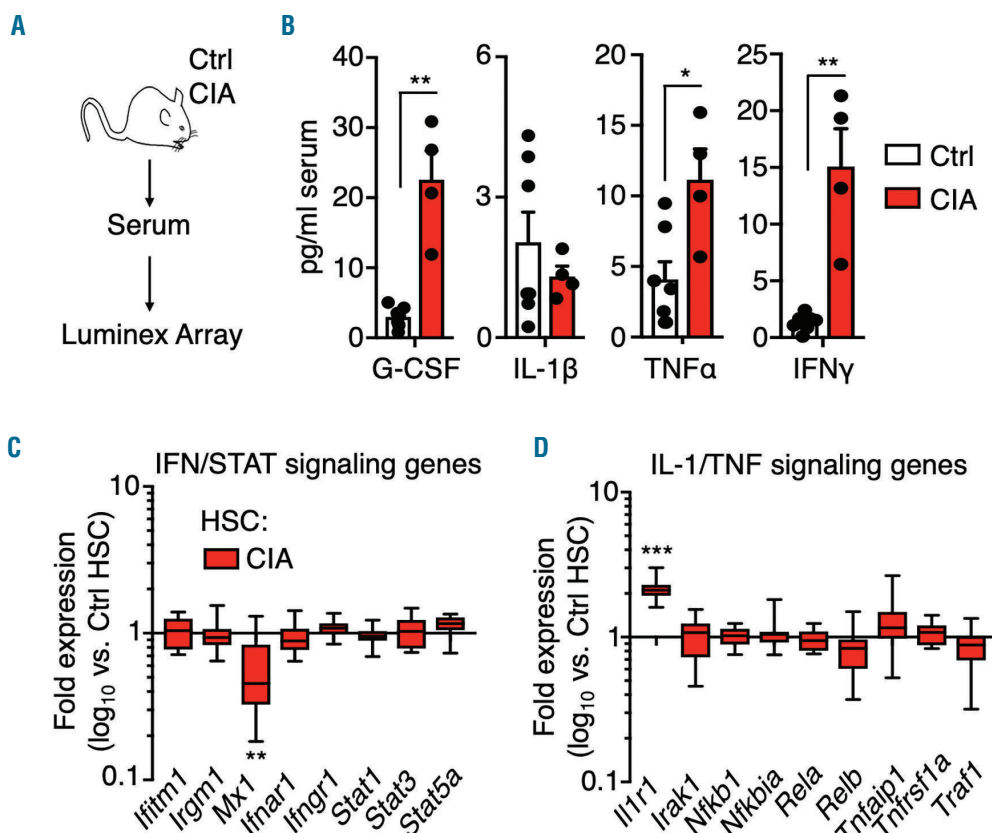 A
Ctrl
CIA
Serum
Luminex Array
B
pg/ml serum
40
30
20
10
0
**
G-CSF
6
3
0
IL-1β
20
15
10
5
0
*
TNFα
25
20
15
10
5
0
**
IFNγ
Ctrl
CIA
C
IFN/STAT signaling genes
Fold expression
(log10 vs. Ctrl HSC)
10
1
0.1
HSC:
CIA
**
Ifitm1
Irgm1
Mx1
Ifnar1
Ifngr1
Stat1
Stat3
Stat5a
D
IL-1/TNF signaling genes
Fold expression
(log10 vs. Ctrl HSC)
10
1
0.1
***
Il1r1
Irak1
Nfkb1
Nfkbia
Rela
Relb
Tnfaip1
Tnfrsf1a
Traf1